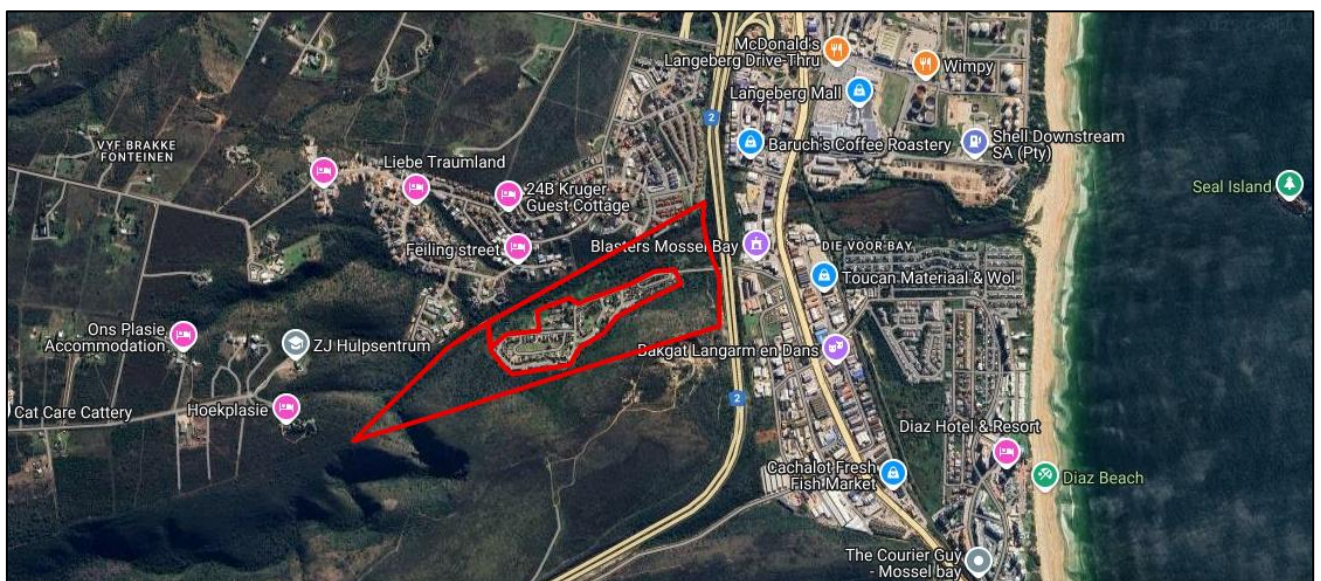 McDonald's
Langeberg Drive-Thru
Wimpy
Langeberg Mall
2
Baruch's Coffee Roastery
Shell Downstream
SA (Pty)
VYF BRAKKE
FONTEINEN
Liebe Traumland
24B Kruger
Guest Cottage
Seal Island
Feiling street
Blasters Mossel Bay
DIE VOOR BAY
Toucan Materiaal & Wol
Ons Plasie
Accommodation
ZJ Hulpsentrum
Bakgat Langarm en Dans
2
Cat Care Cattery
Hoekplasie
Diaz Hotel & Resort
Cachalot Fresh
Fish Market
Diaz Beach
The Courier Guy
- Mossel bay